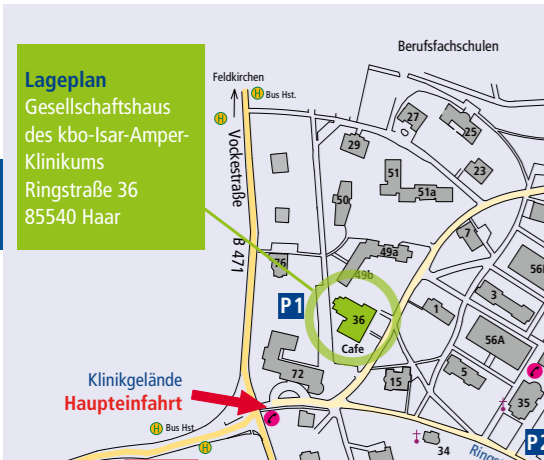 Berufsfachschulen
Lageplan
Gesellschaftshaus
des kbo-Isar-Amper-
Klinikums
Ringstraße 36
85540 Haar
Feldkirchen
H Bus Hst.
H
Vockestraße
B 471
27
25
29
23
51
51a
50
7
49a
49b
76
56
3
P1
36
1
Cafe
56A
72
15
5
35
Klinikgelände
Haupteinfahrt
H Bus Hst.
H
34
Rings
P2